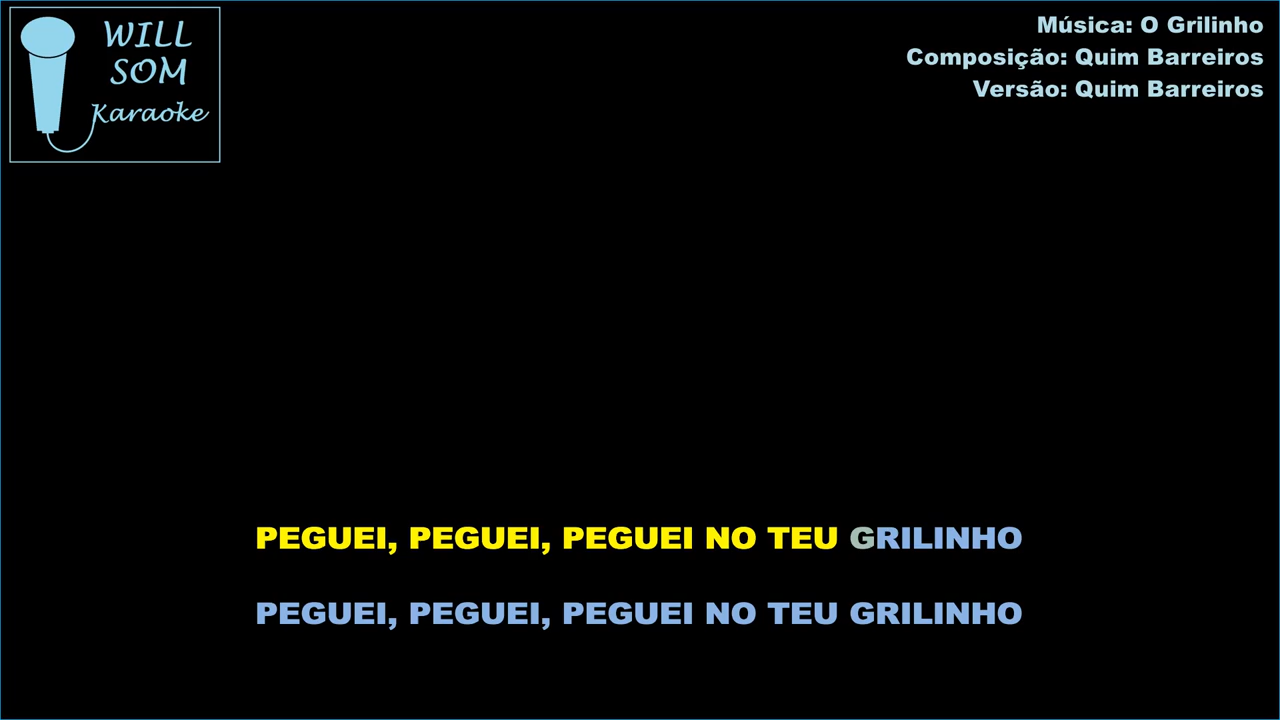 WILL
SOM
Karaoke
Música: O Grilinho
Composição: Quim Barreiros
Versão: Quim Barreiros
PEGUEI, PEGUEI, PEGUEI NO TEU GRILINHO
PEGUEI, PEGUEI, PEGUEI NO TEU GRILINHO